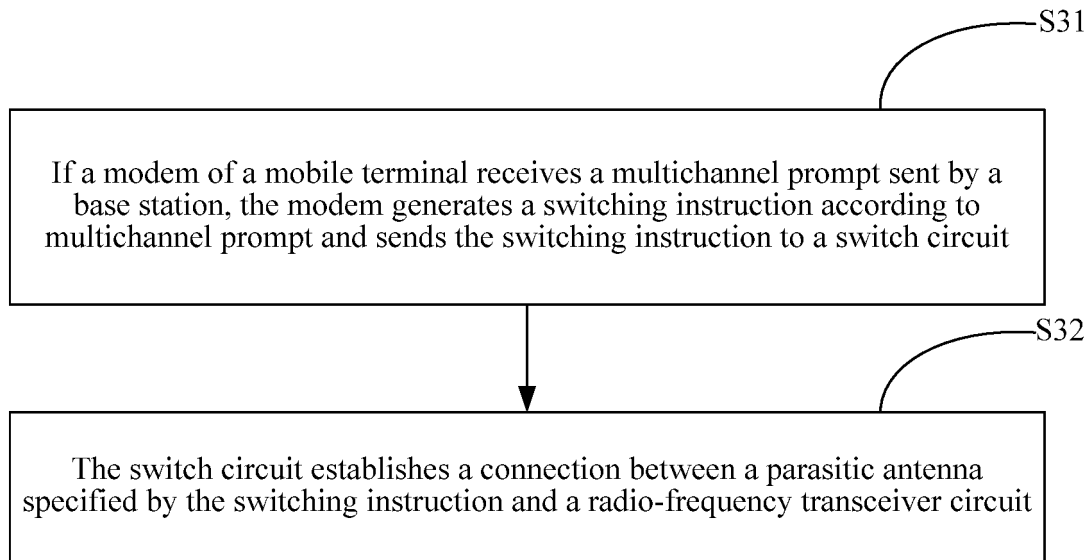 S31
If a modem of a mobile terminal receives a multichannel prompt sent by a
base station, the modem generates a switching instruction according to
multichannel prompt and sends the switching instruction to a switch circuit
S32
The switch circuit establishes a connection between a parasitic antenna
specified by the switching instruction and a radio-frequency transceiver circuit